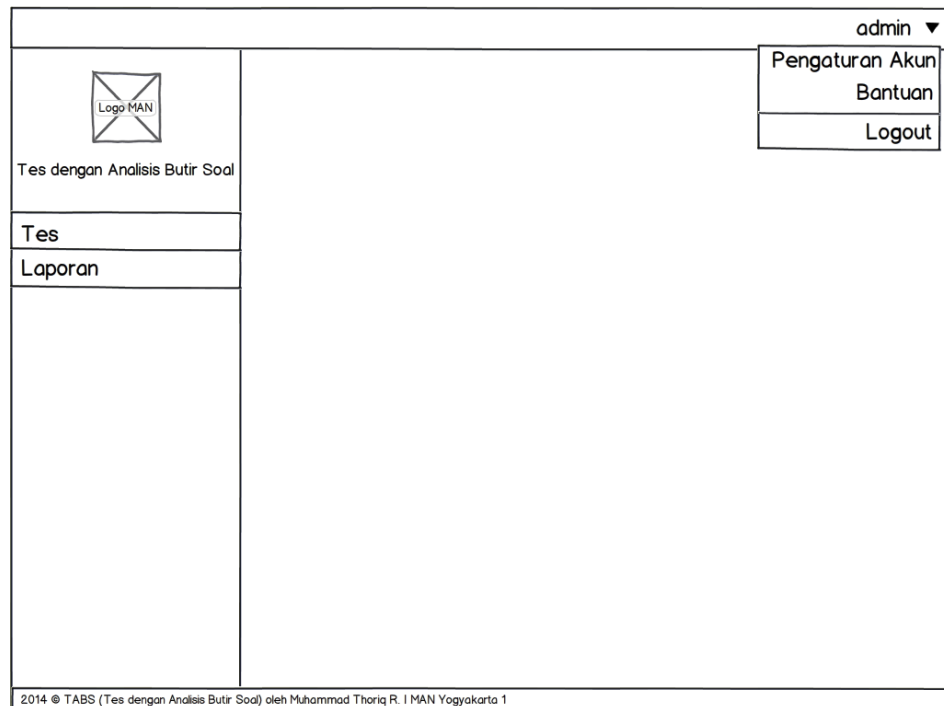 admin ▼
Pengaturan Akun
Bantuan
Logout
Logo MAN
Tes dengan Analisis Butir Soal
Tes
Laporan
2014 © TABS (Tes dengan Analisis Butir Soal) oleh Muhammad Thoriq R. | MAN Yogyakarta 1